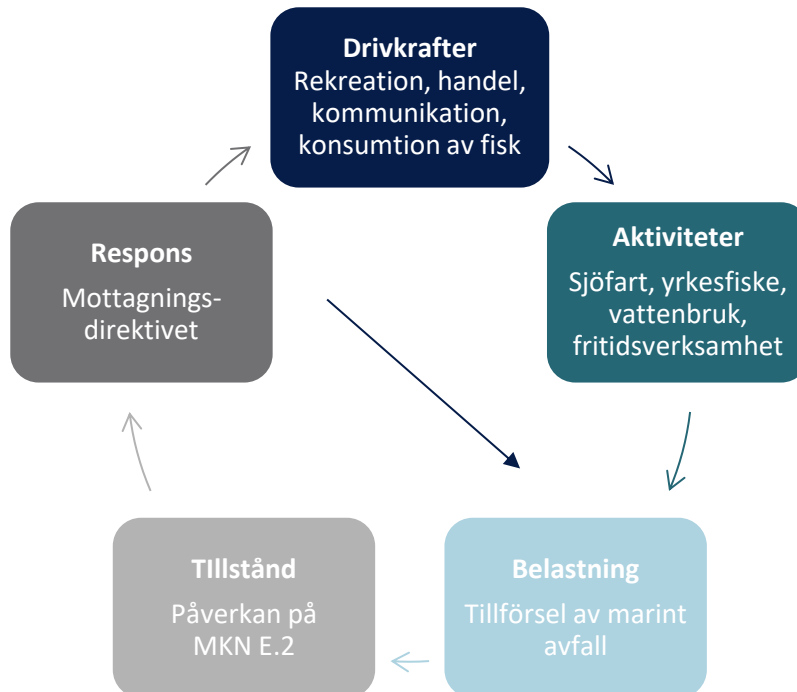 Drivkrafter
Rekreation, handel,
kommunikation,
konsumtion av fisk
Respons
Mottagnings-
direktivet
Aktiviteter
Sjöfart, yrkesfiske,
vattenbruk,
fritidsverksamhet
TIllstånd
Påverkan på
MKN E.2
Belastning
Tillförsel av marint
avfall